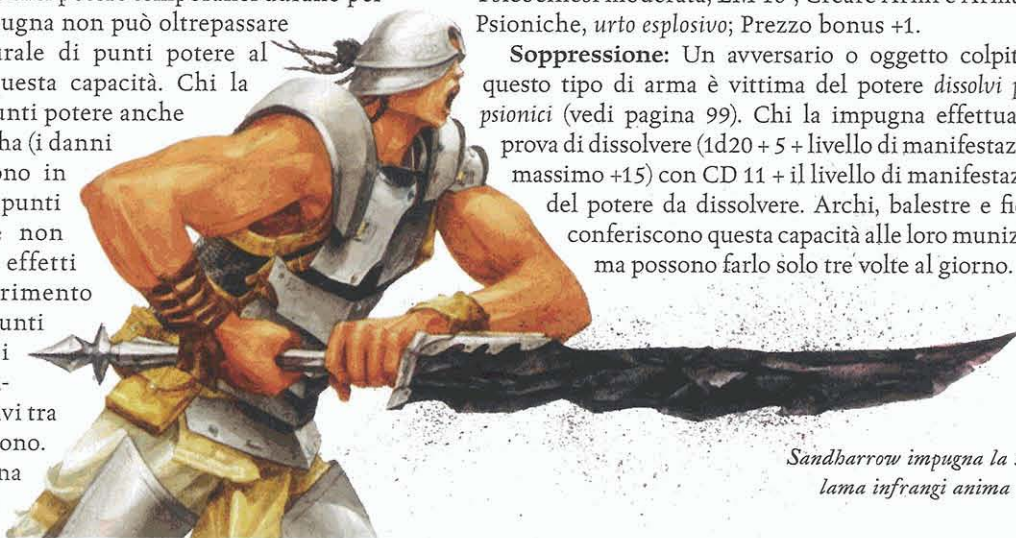 ugna non può oltrepassare
urale di punti potere al
uesta capacità. Chi la
unti potere anche
ha (i danni
no in
punti
non
effetti
rimento
unti
i
vi tra
ono.
na
Psioniche, urto esplosivo; Prezzo bonus +1.
Soppressione: Un avversario o oggetto colpit
questo tipo di arma è vittima del potere dissolvi p
psionici (vedi pagina 99). Chi la impugna effettua
prova di dissolvere (1d20 + 5 + livello di manifestaz
massimo +15) con CD 11 + il livello di manifestaz
del potere da dissolvere. Archi, balestre e fi
conferiscono questa capacità alle loro muniz
ma possono farlo solo tre volte al giorno.
Sandharrow impugna la
lama infrangi anima